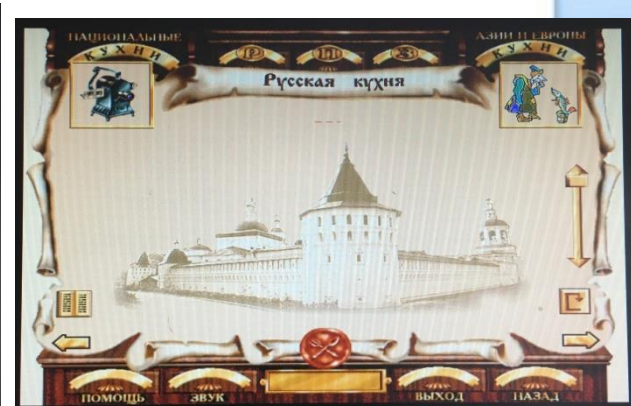 НАЦИОНАЛЬНЫЕ
КУХНИ
АЗИИ И ЕВРОПЫ
КУХНИ
Р П З
Русская кухня
ПОМОЩЬ
ЗВУК
ВЫХОД
НАЗАД